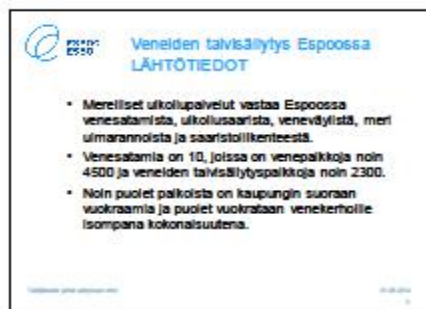 ESPOO
ESBO
Veneiden talvisäilytys Espoossa
LÄHTÖTIEDOT
• Merelliset ulkoilupalvelut vastaa Espoossa
venesatamista, ulkoilusaarista, veneväylistä, meri
uimarannoista ja saaristoliikenteestä.
• Venesatamia on 10, joissa on venepaikkoja noin
4500 ja veneiden talvisäilytyspaikkoja noin 2300.
• Noin puolet paikoista on kaupungin suoraan
vuokraamia ja puolet vuokrataan venekerhoille
isompana kokonaisuutena.